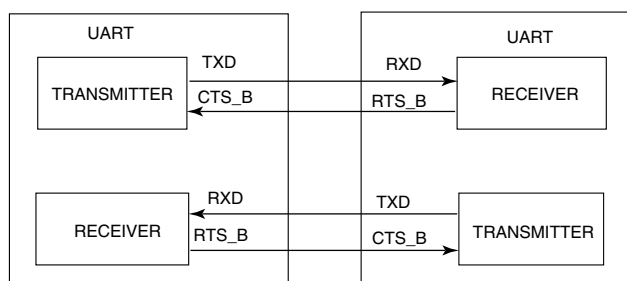 UART
UART
TXD
RXD
TRANSMITTER
CTS_B
RTS_B
RECEIVER
RXD
TXD
RECEIVER
RTS_B
CTS_B
TRANSMITTER